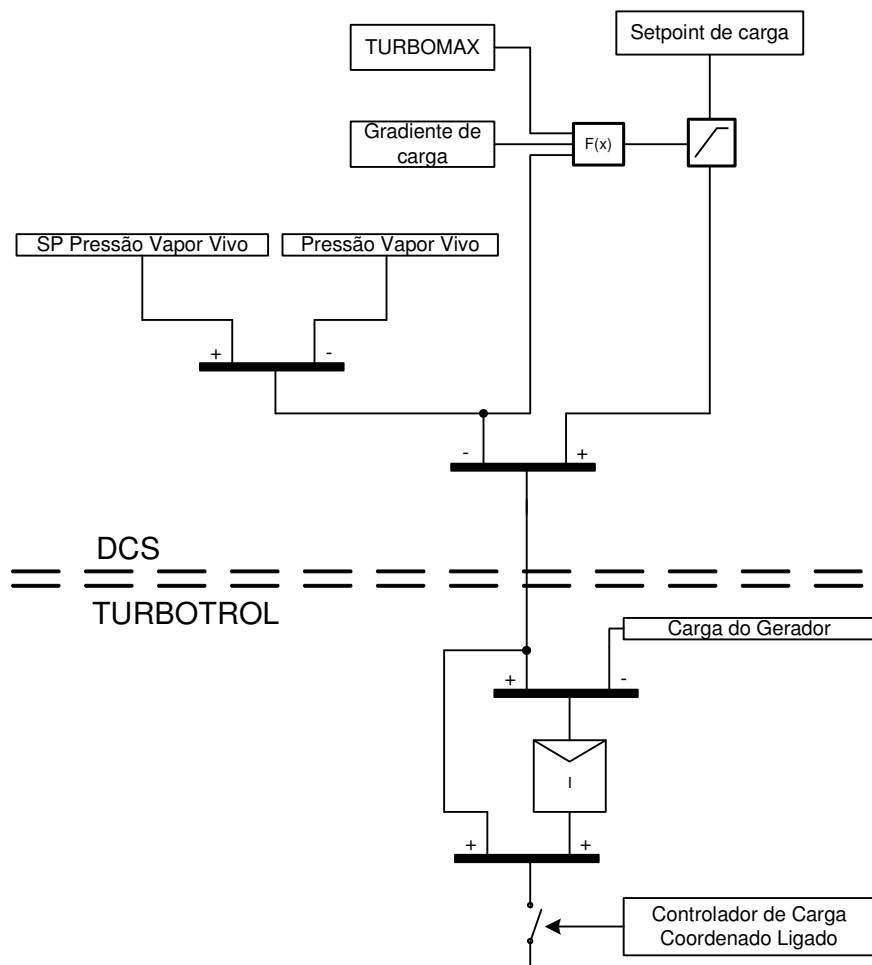 Setpoint de carga
TURBOMAX
Gradiente de
carga
F(x)
SP Pressão Vapor Vivo
Pressão Vapor Vivo
+
-
-
+
DCS
TURBOTROL
Carga do Gerador
+
-
I
+
+
Controlador de Carga
Coordenado Ligado